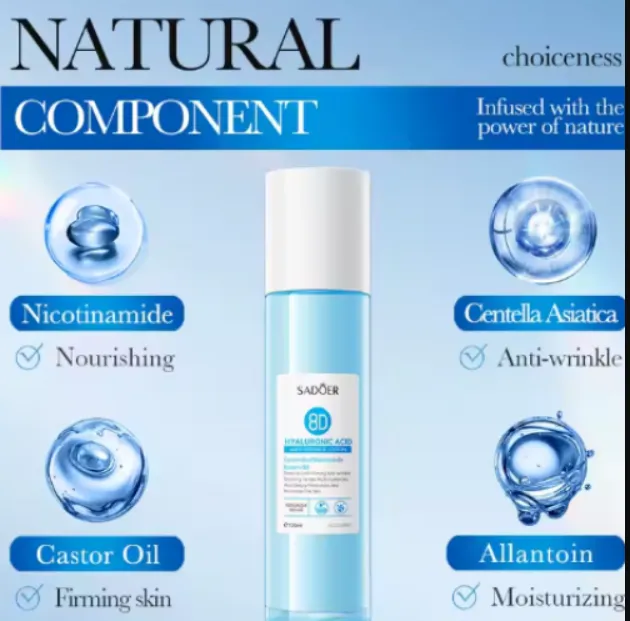 NATURAL
choiceness
COMPONENT
Infused with the
power of nature
Nicotinamide
Nourishing
Centella Asiatica
Anti-wrinkle
SADOER
8D
HYALURONIC ACID
Castor Oil
Firming skin
Allantoin
Moisturizing